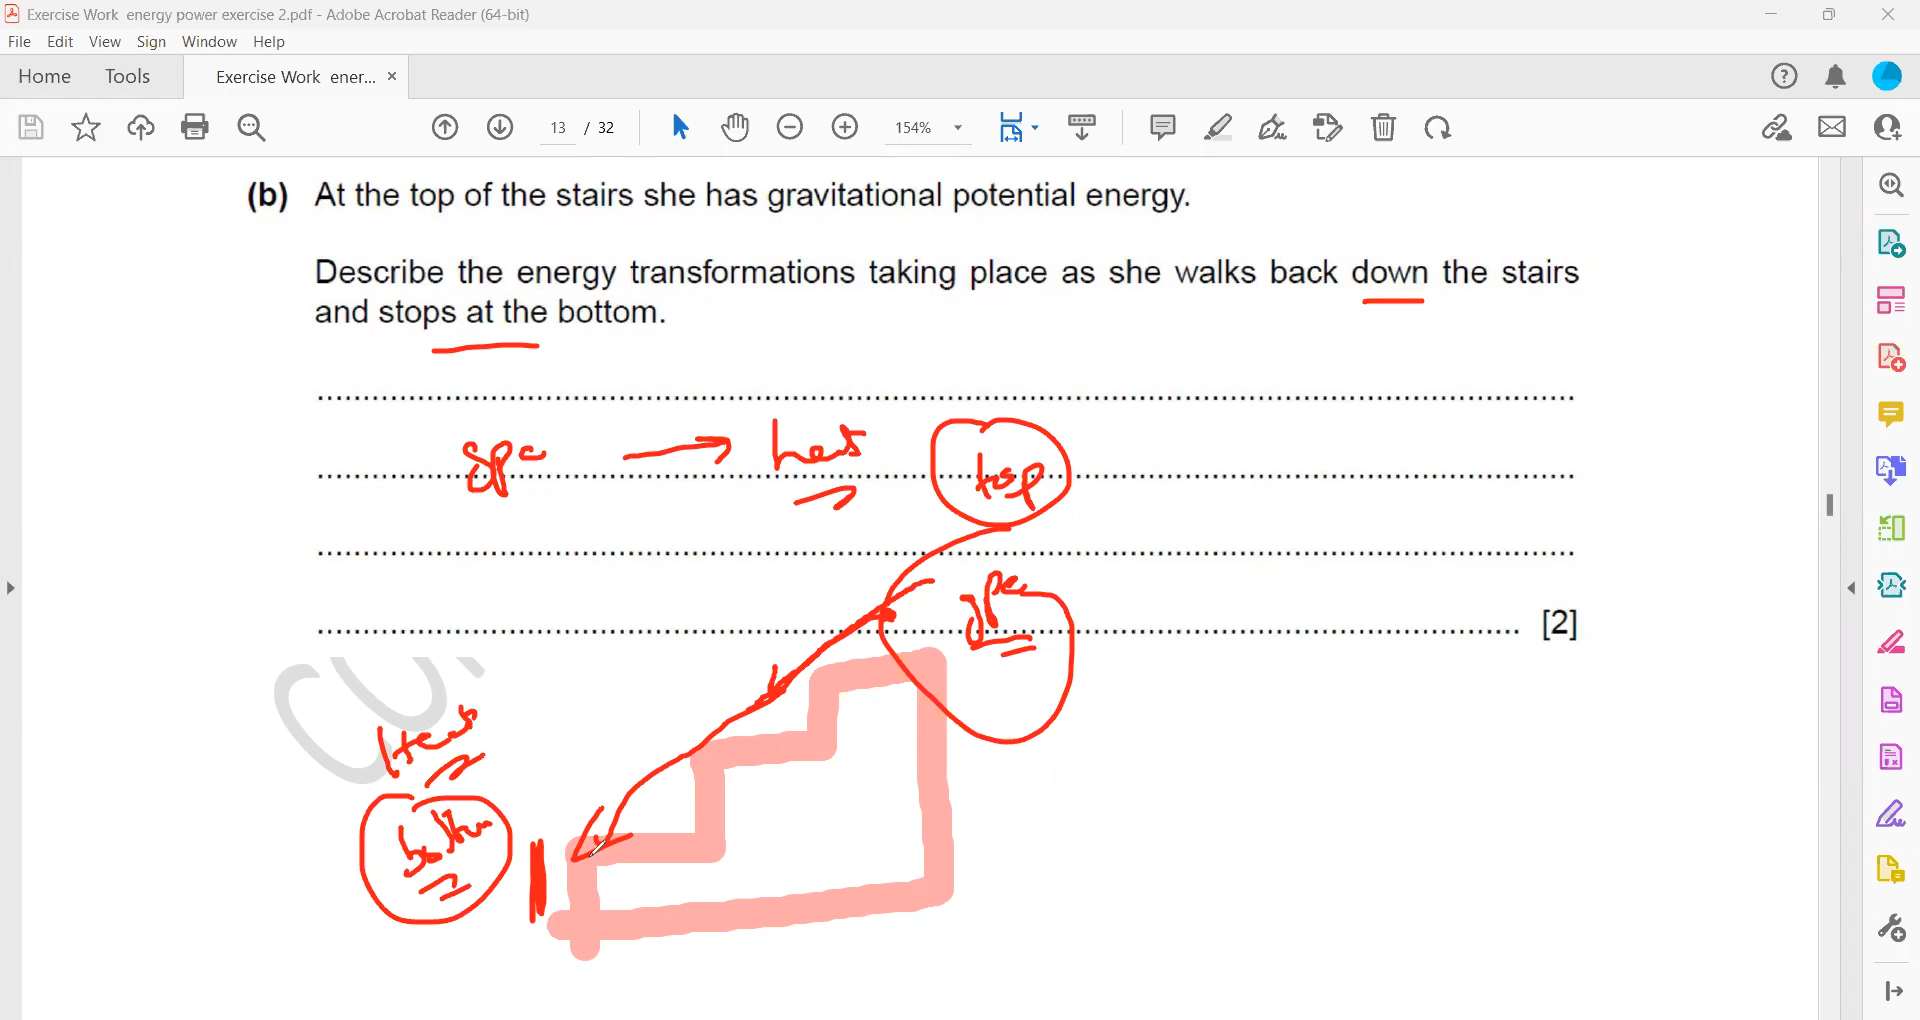 Exercise Work energy power exercise 2.pdf - Adobe Acrobat Reader (64-bit)
File Edit View Sign Window Help
Home Tools Exercise Work ener... ×
13 / 32 154%
(b) At the top of the stairs she has gravitational potential energy.
Describe the energy transformations taking place as she walks back down the stairs
and stops at the bottom.
gpe → heat top
gpe
[2]
Heat
bottom